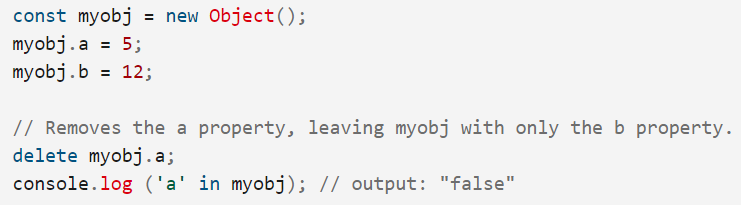 const myobj = new Object();
myobj.a = 5;
myobj.b = 12;

// Removes the a property, leaving myobj with only the b property.
delete myobj.a;
console.log ('a' in myobj); // output: "false"